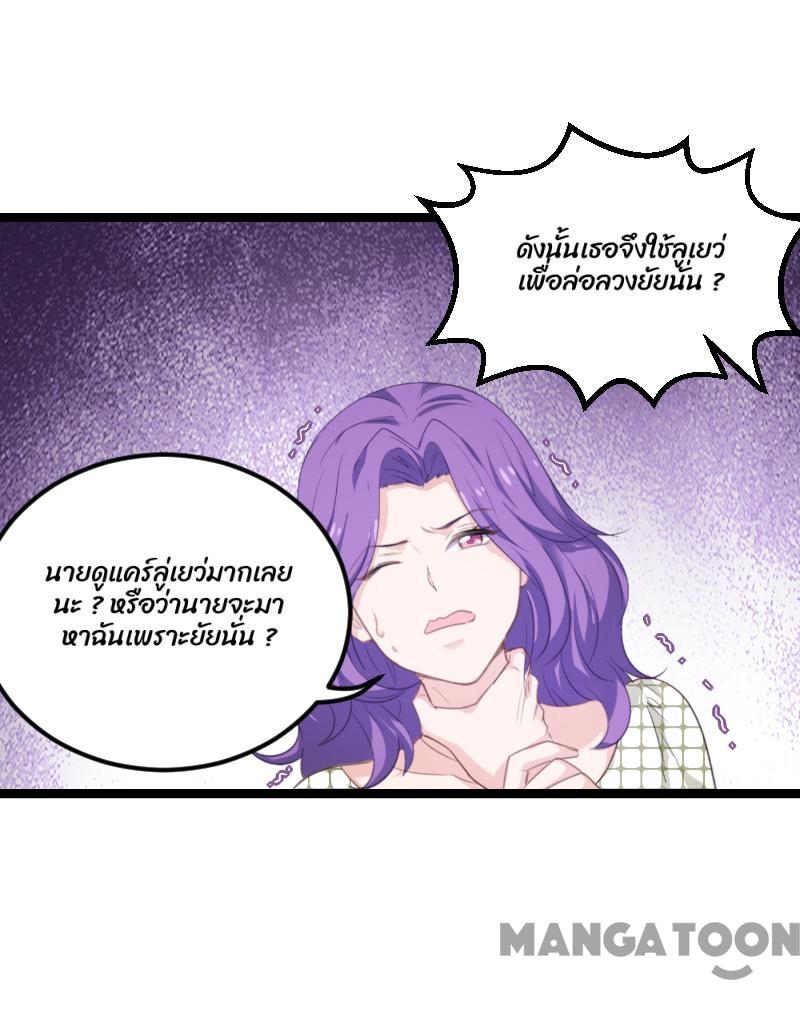 ดังนั้นเธอจึงใช้ลู่เยว่
เพื่อล่อลวงยัยนั่น ?
นายดูแคร์ลู่เยว่มากเลย
นะ ? หรือว่านายจะมา
หาฉันเพราะยัยนั่น ?
MANGATOON